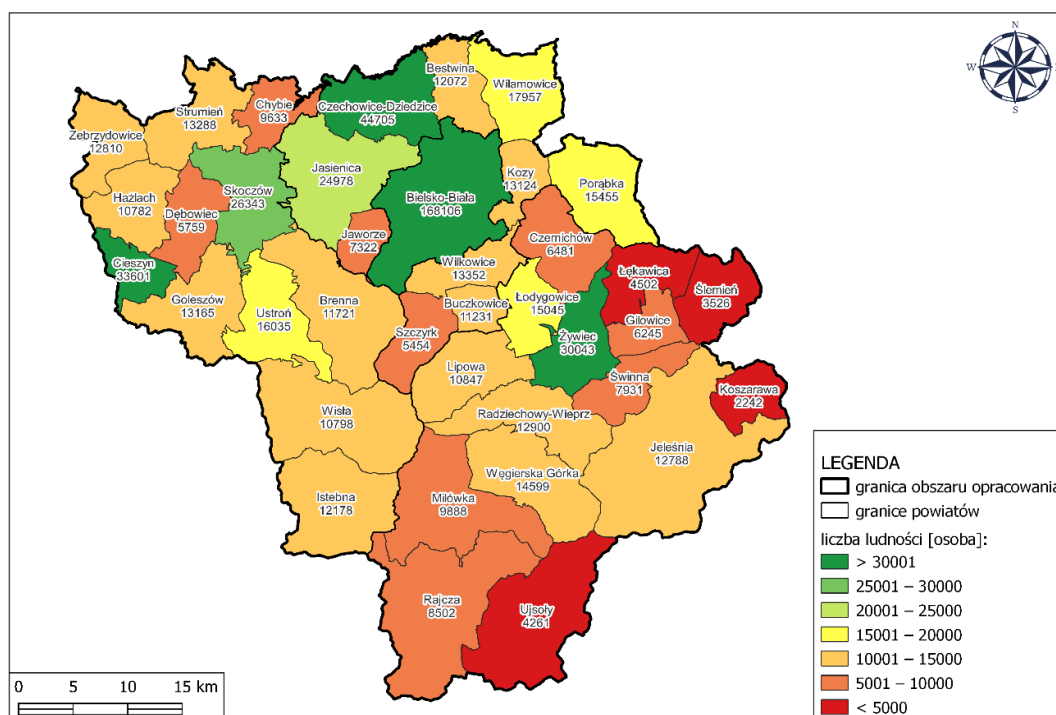 N
W
S
Bestwina
12072
Wilamowice
17957
Czechowice-Dziedzice
44705
Chybie
9633
Strumień
13288
Zebrzydowice
12810
Jasienica
24978
Kozy
13124
Porąbka
15455
Skoczów
26343
Hażlach
10782
Dębowiec
5759
Bielsko-Biała
168106
Jaworze
7322
Czernichów
6481
Cieszyn
33601
Wilkowice
13352
Łękawica
4502
Ślemień
3526
Goleszów
13165
Brenna
11721
Buczkowice
11231
Łodygowice
15045
Ustroń
16035
Gilowice
6245
Szczyrk
5454
Żywiec
30043
Lipowa
10847
Świnna
7931
Koszarawa
2242
Wisła
10798
Radziechowy-Wieprz
12900
Jeleśnia
12788
Węgierska Górka
14599
Istebna
12178
Milówka
9888
Rajcza
8502
Ujsoły
4261
LEGENDA
granica obszaru opracowania
granice powiatów
liczba ludności [osoba]:
> 30001
25001 – 30000
20001 – 25000
15001 – 20000
10001 – 15000
5001 – 10000
< 5000
0 5 10 15 km